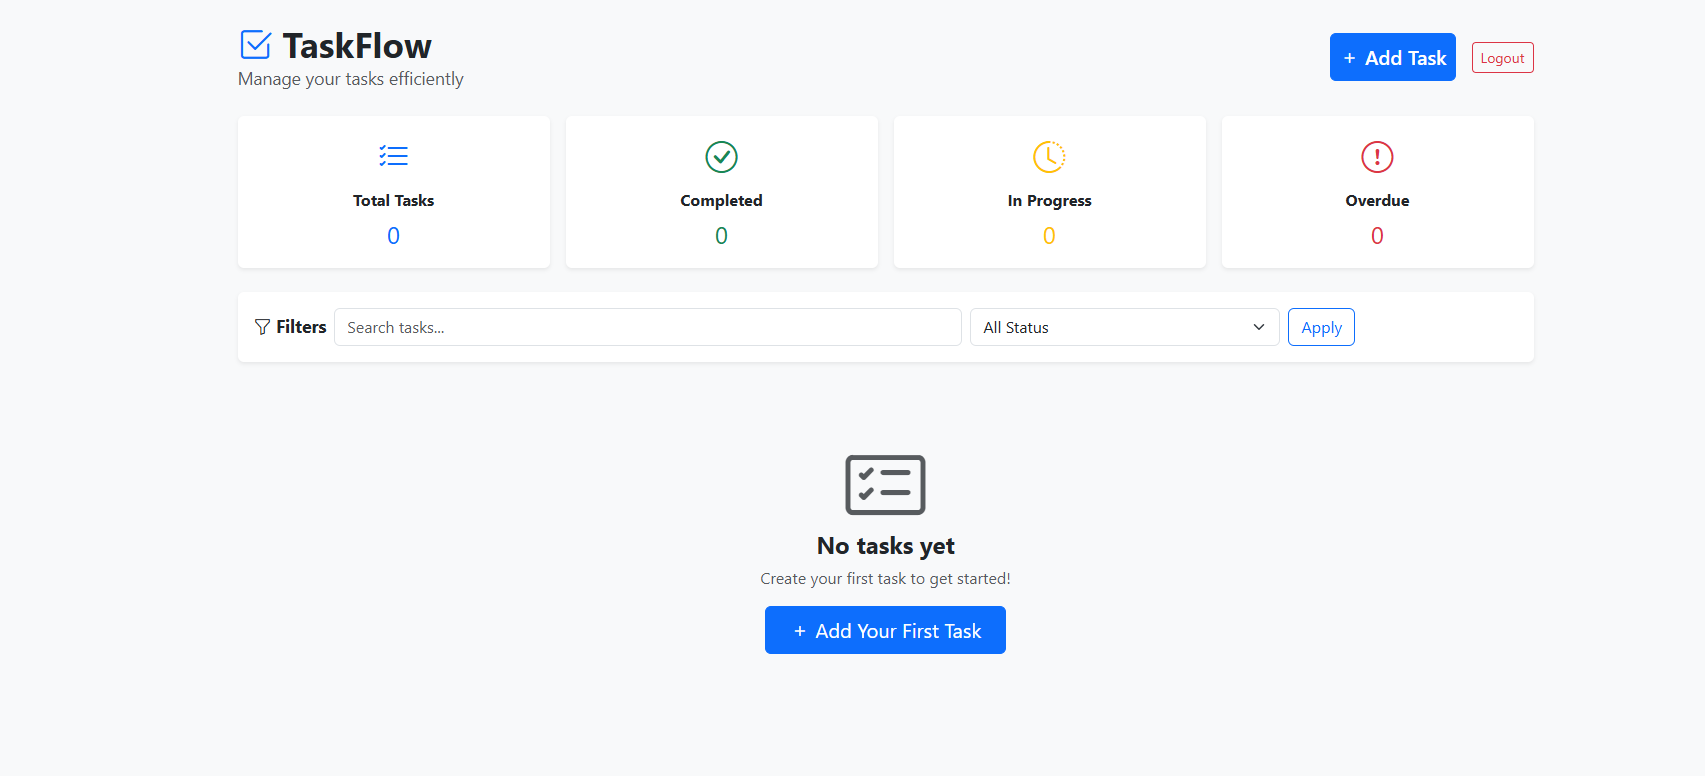 TaskFlow
Manage your tasks efficiently
+ Add Task
Logout
Total Tasks
0
Completed
0
In Progress
0
Overdue
0
Filters
Search tasks...
All Status
Apply
No tasks yet
Create your first task to get started!
+ Add Your First Task